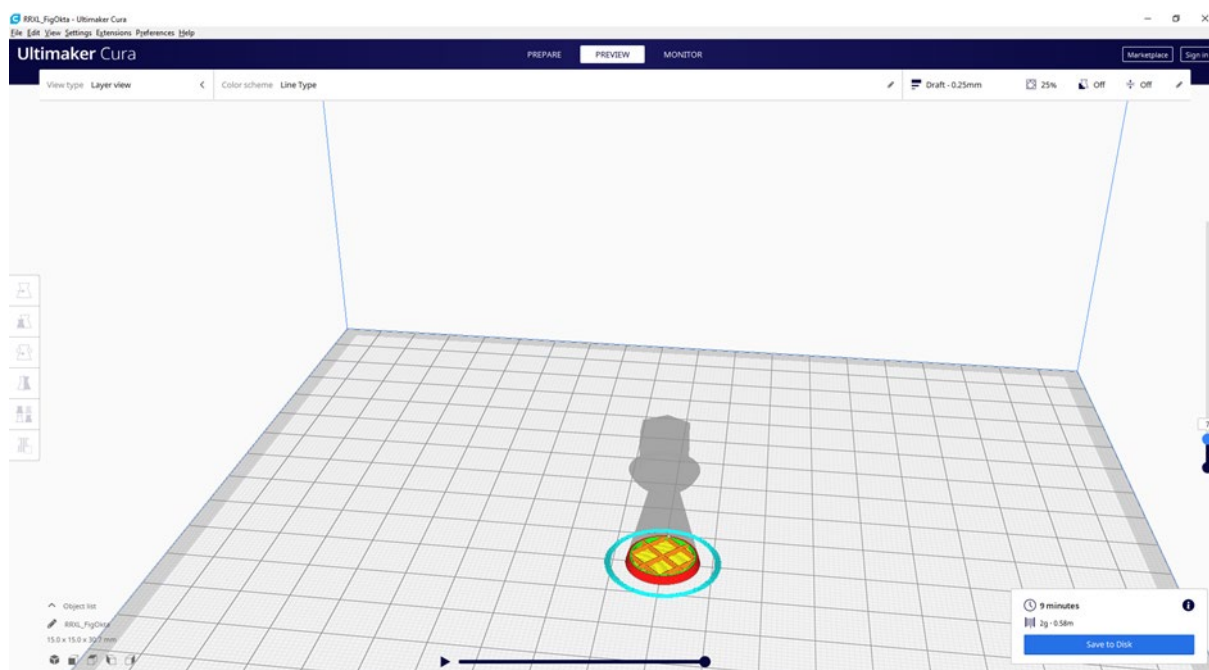 RRXL_FigOkta - Ultimaker Cura
File Edit View Settings Extensions Preferences Help
Ultimaker Cura
PREPARE PREVIEW MONITOR
Marketplace Sign in
View type Layer view
Color scheme Line Type
Draft - 0.25mm 25% Off Off
7
Object list
RRXL_FigOkta
15.0 x 15.0 x 30.7 mm
9 minutes
2g - 0.58m
Save to Disk